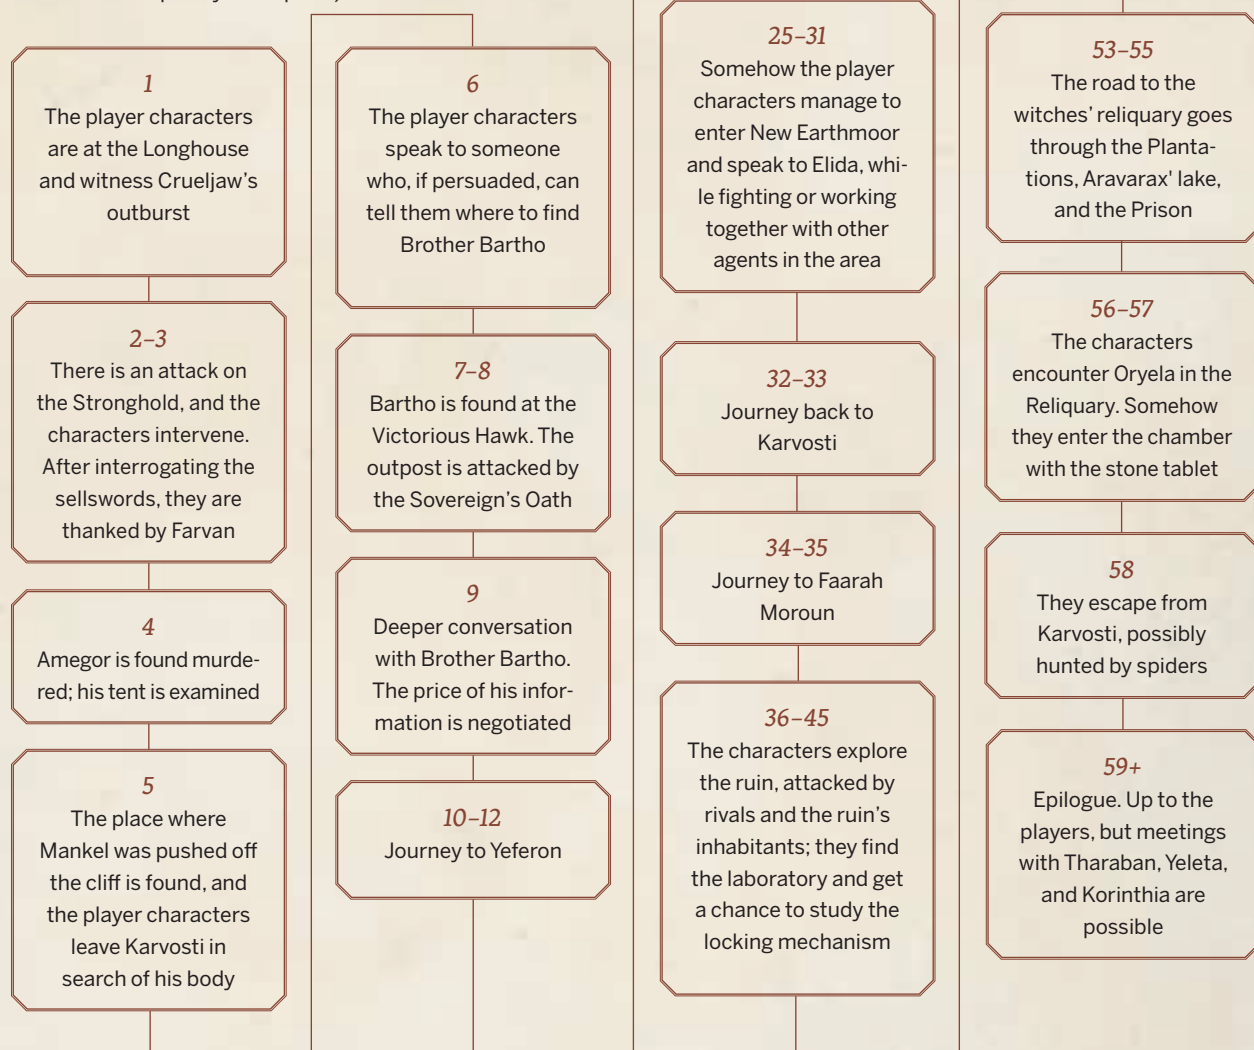 1
The player characters
are at the Longhouse
and witness Crueljaw's
outburst
2–3
There is an attack on
the Stronghold, and the
characters intervene.
After interrogating the
sellswords, they are
thanked by Farvan
4
Amegor is found murde-
red; his tent is examined
5
The place where
Mankel was pushed off
the cliff is found, and
the player characters
leave Karvosti in
search of his body
6
The player characters
speak to someone
who, if persuaded, can
tell them where to find
Brother Bartho
7–8
Bartho is found at the
Victorious Hawk. The
outpost is attacked by
the Sovereign's Oath
9
Deeper conversation
with Brother Bartho.
The price of his infor-
mation is negotiated
10–12
Journey to Yeferon
25–31
Somehow the player
characters manage to
enter New Earthmoor
and speak to Elida, whi-
le fighting or working
together with other
agents in the area
32–33
Journey back to
Karvosti
34–35
Journey to Faarah
Moroun
36–45
The characters explore
the ruin, attacked by
rivals and the ruin's
inhabitants; they find
the laboratory and get
a chance to study the
locking mechanism
53–55
The road to the
witches' reliquary goes
through the Planta-
tions, Aravarax' lake,
and the Prison
56–57
The characters
encounter Oryela in the
Reliquary. Somehow
they enter the chamber
with the stone tablet
58
They escape from
Karvosti, possibly
hunted by spiders
59+
Epilogue. Up to the
players, but meetings
with Tharaban, Yeleta,
and Korinthia are
possible